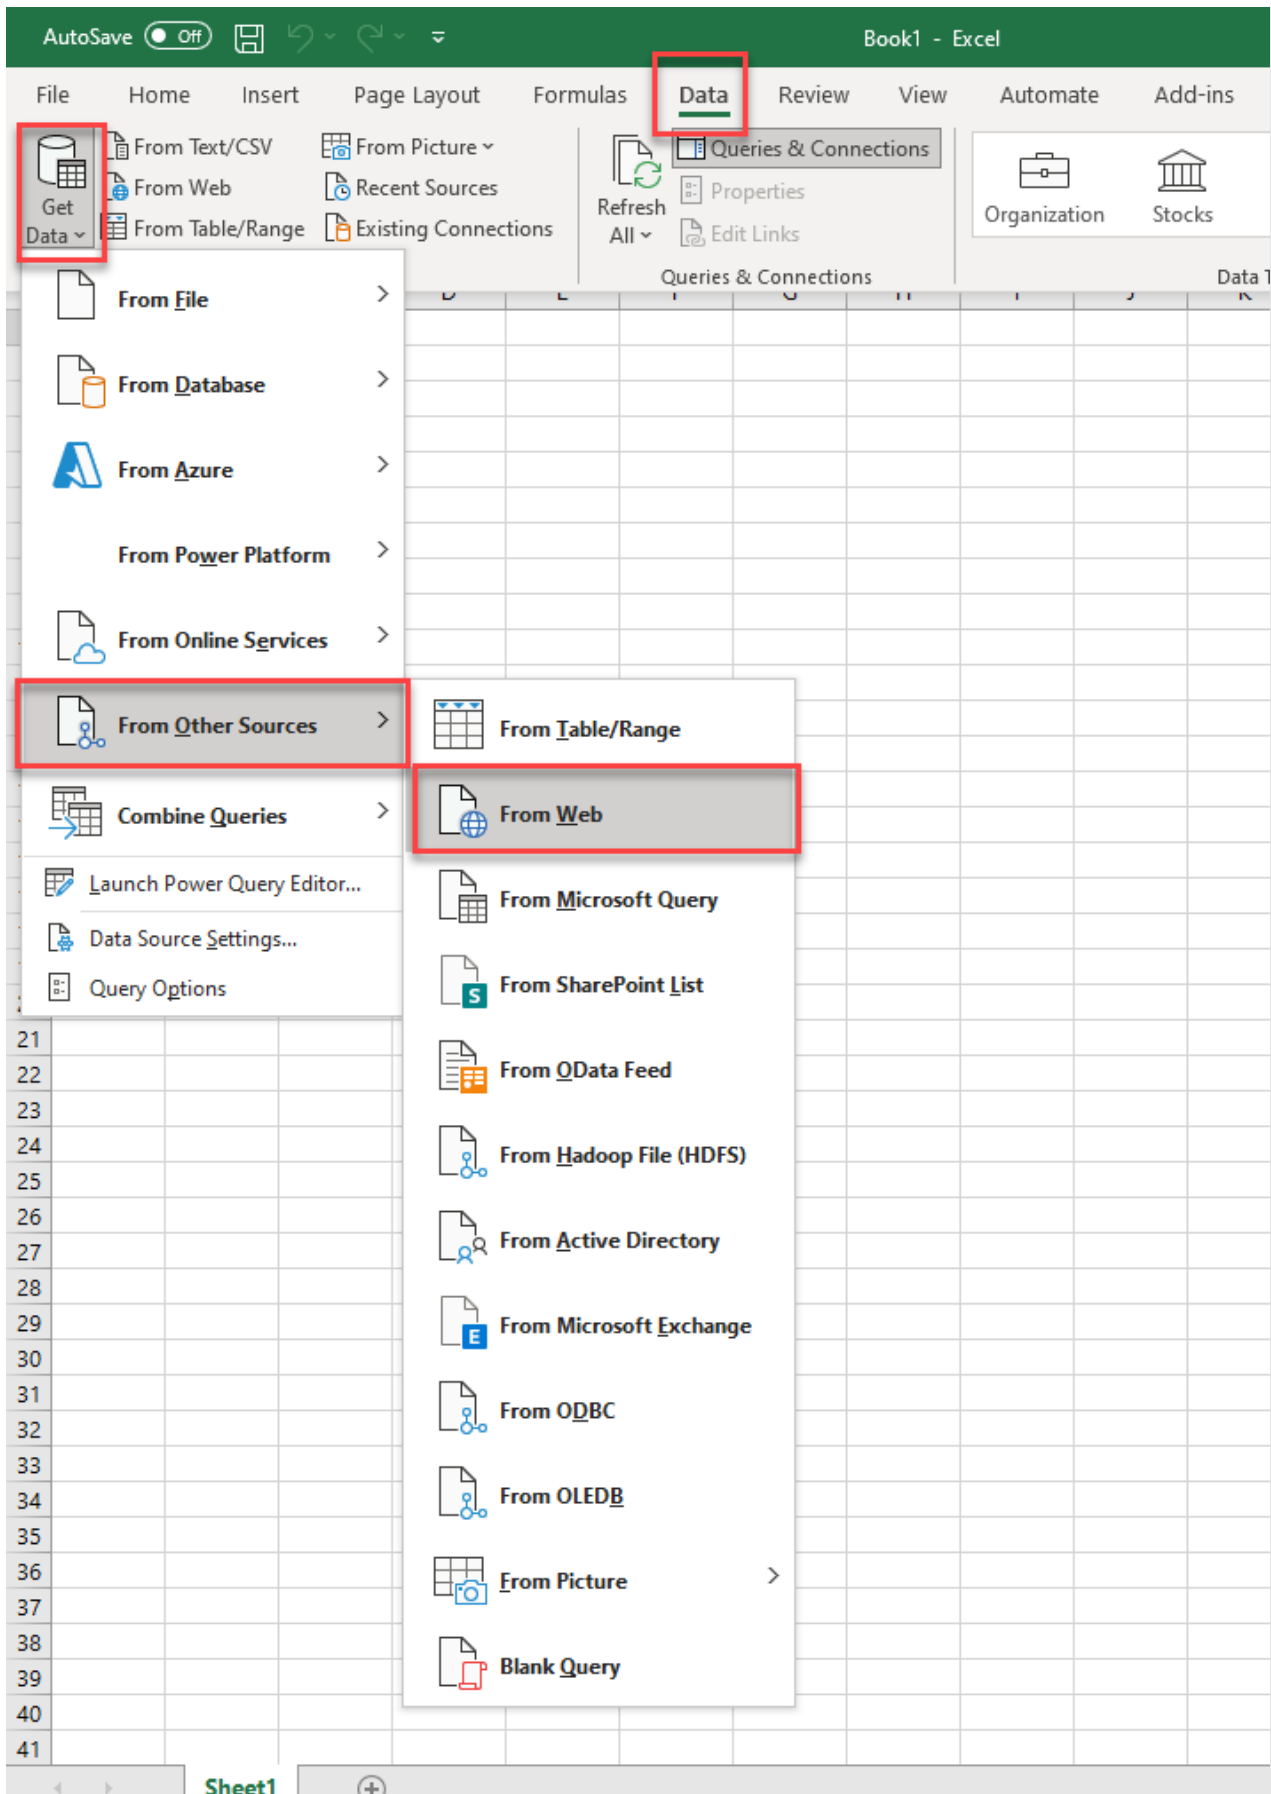 AutoSave Off Book1 - Excel
File Home Insert Page Layout Formulas Data Review View Automate Add-ins
Get Data
From Text/CSV
From Web
From Table/Range
From Picture
Recent Sources
Existing Connections
Refresh All
Queries & Connections
Properties
Edit Links
Queries & Connections
Organization
Stocks
Data
D E F G H I J K
From File
From Database
From Azure
From Power Platform
From Online Services
From Other Sources
Combine Queries
Launch Power Query Editor...
Data Source Settings...
Query Options
From Table/Range
From Web
From Microsoft Query
From SharePoint List
From OData Feed
From Hadoop File (HDFS)
From Active Directory
From Microsoft Exchange
From ODBC
From OLEDB
From Picture
Blank Query
S
E
21
22
23
24
25
26
27
28
29
30
31
32
33
34
35
36
37
38
39
40
41
Sheet1